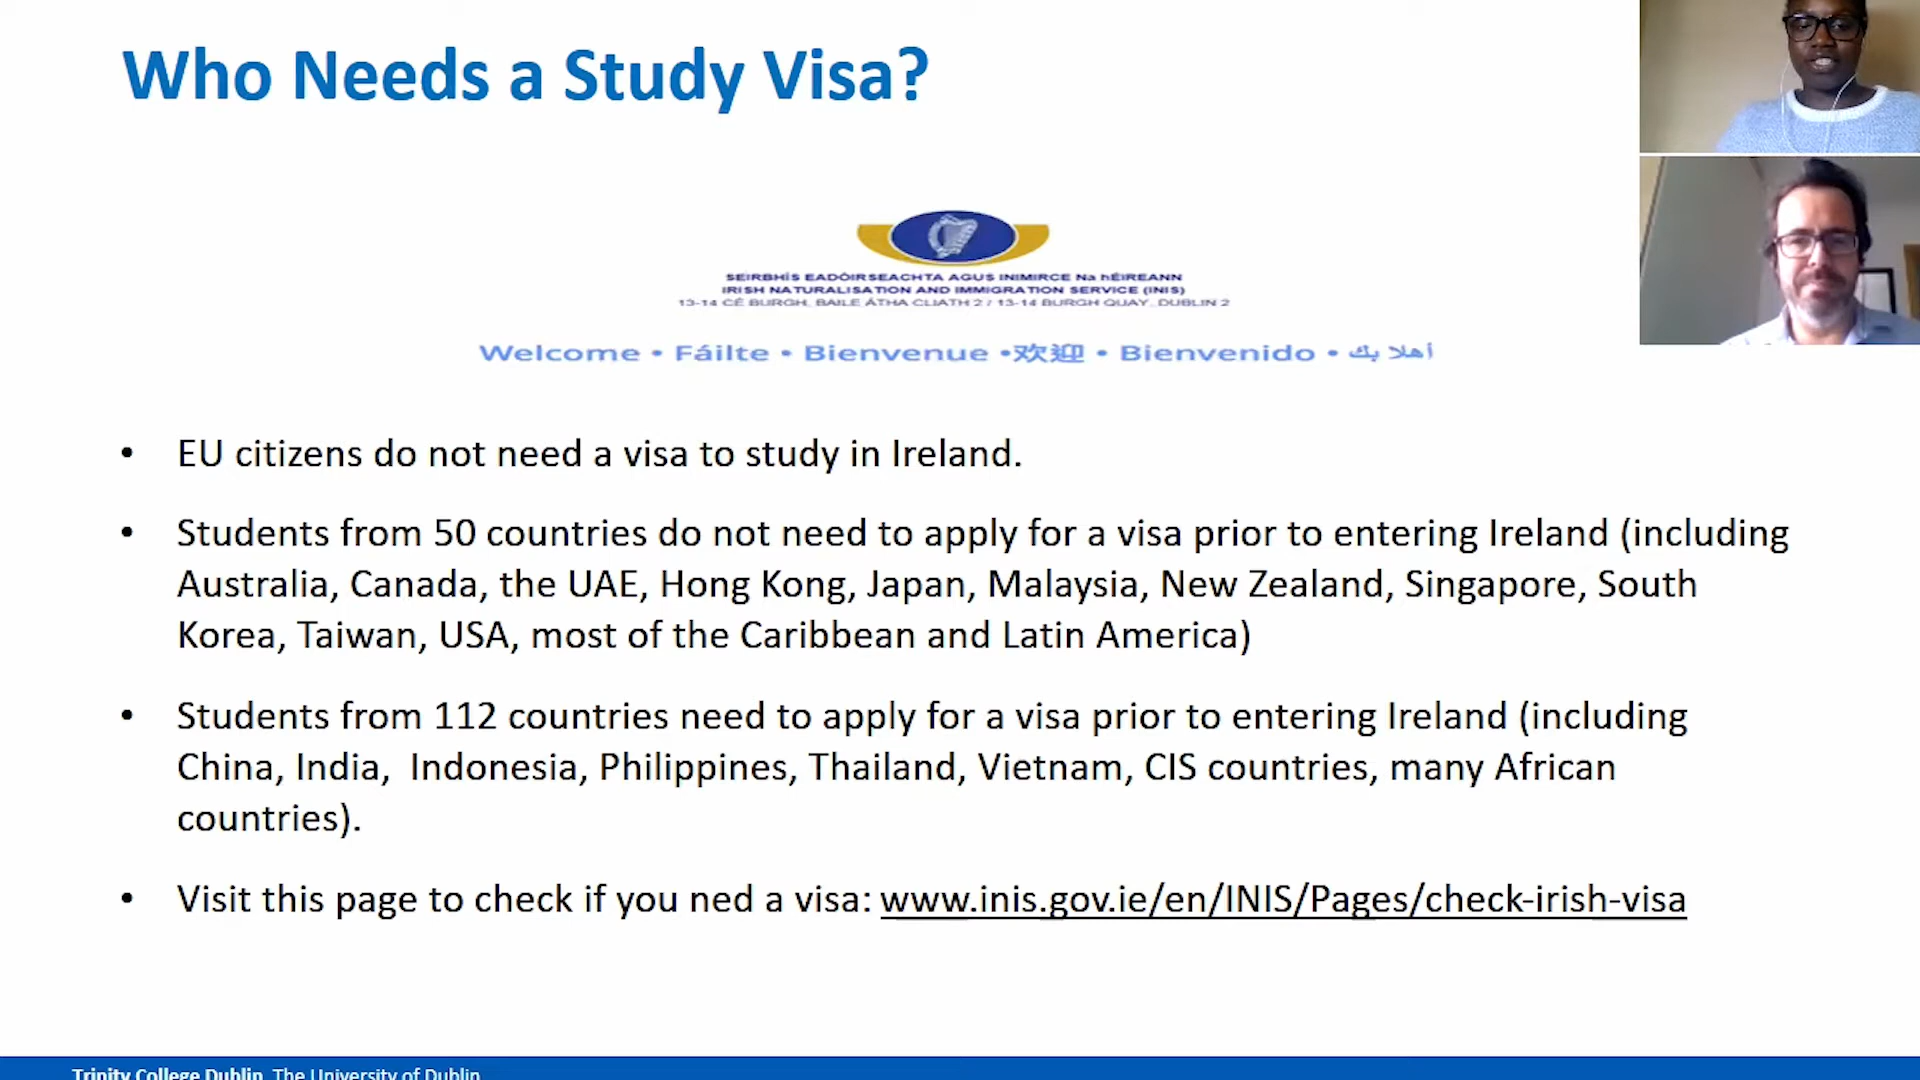 Who Needs a Study Visa?
SEIRBHÍS EADÓIRSEACHTA AGUS INIMIRCE Na hÉIREANN
IRISH NATURALISATION AND IMMIGRATION SERVICE (INIS)
13-14 CÉ BURGH, BAILE ÁTHA CLIATH 2 / 13-14 BURGH QUAY, DUBLIN 2
Welcome • Fáilte • Bienvenue •欢迎 • Bienvenido • أهلا بك
• EU citizens do not need a visa to study in Ireland.
• Students from 50 countries do not need to apply for a visa prior to entering Ireland (including
Australia, Canada, the UAE, Hong Kong, Japan, Malaysia, New Zealand, Singapore, South
Korea, Taiwan, USA, most of the Caribbean and Latin America)
• Students from 112 countries need to apply for a visa prior to entering Ireland (including
China, India,  Indonesia, Philippines, Thailand, Vietnam, CIS countries, many African
countries).
• Visit this page to check if you ned a visa: www.inis.gov.ie/en/INIS/Pages/check-irish-visa
Trinity College Dublin, The University of Dublin